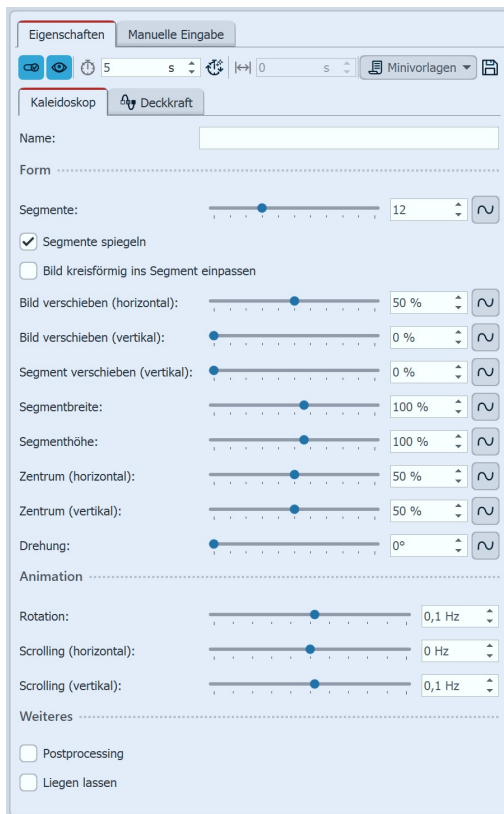 Eigenschaften Manuelle Eingabe
5 s 0 s Minivorlagen
Kaleidoskop Deckkraft
Name:
Form
Segmente: 12
Segmente spiegeln
Bild kreisförmig ins Segment einpassen
Bild verschieben (horizontal): 50 %
Bild verschieben (vertikal): 0 %
Segment verschieben (vertikal): 0 %
Segmentbreite: 100 %
Segmenthöhe: 100 %
Zentrum (horizontal): 50 %
Zentrum (vertikal): 50 %
Drehung: 0°
Animation
Rotation: 0,1 Hz
Scrolling (horizontal): 0 Hz
Scrolling (vertikal): 0,1 Hz
Weiteres
Postprocessing
Liegen lassen